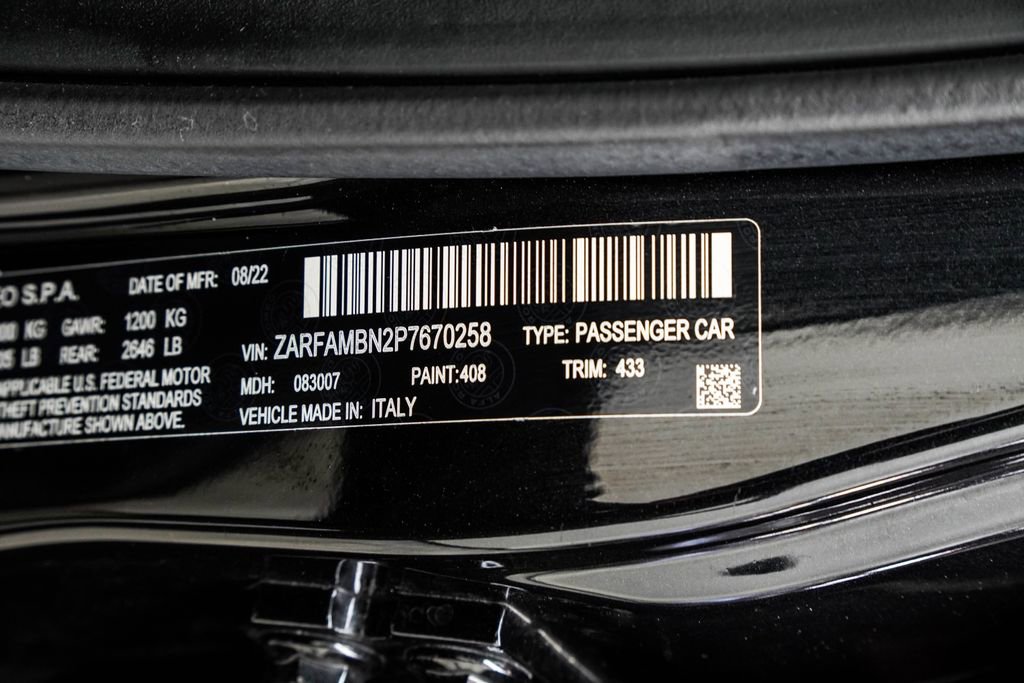 O S.P.A. DATE OF MFR: 08/22
KG GAWR: 1200 KG
LB REAR: 2646 LB
VIN: ZARFAMBN2P7670258 TYPE: PASSENGER CAR
MDH: 083007 PAINT:408 TRIM: 433
VEHICLE MADE IN: ITALY
APPLICABLE U.S. FEDERAL MOTOR
THEFT PREVENTION STANDARDS
MANUFACTURE SHOWN ABOVE.